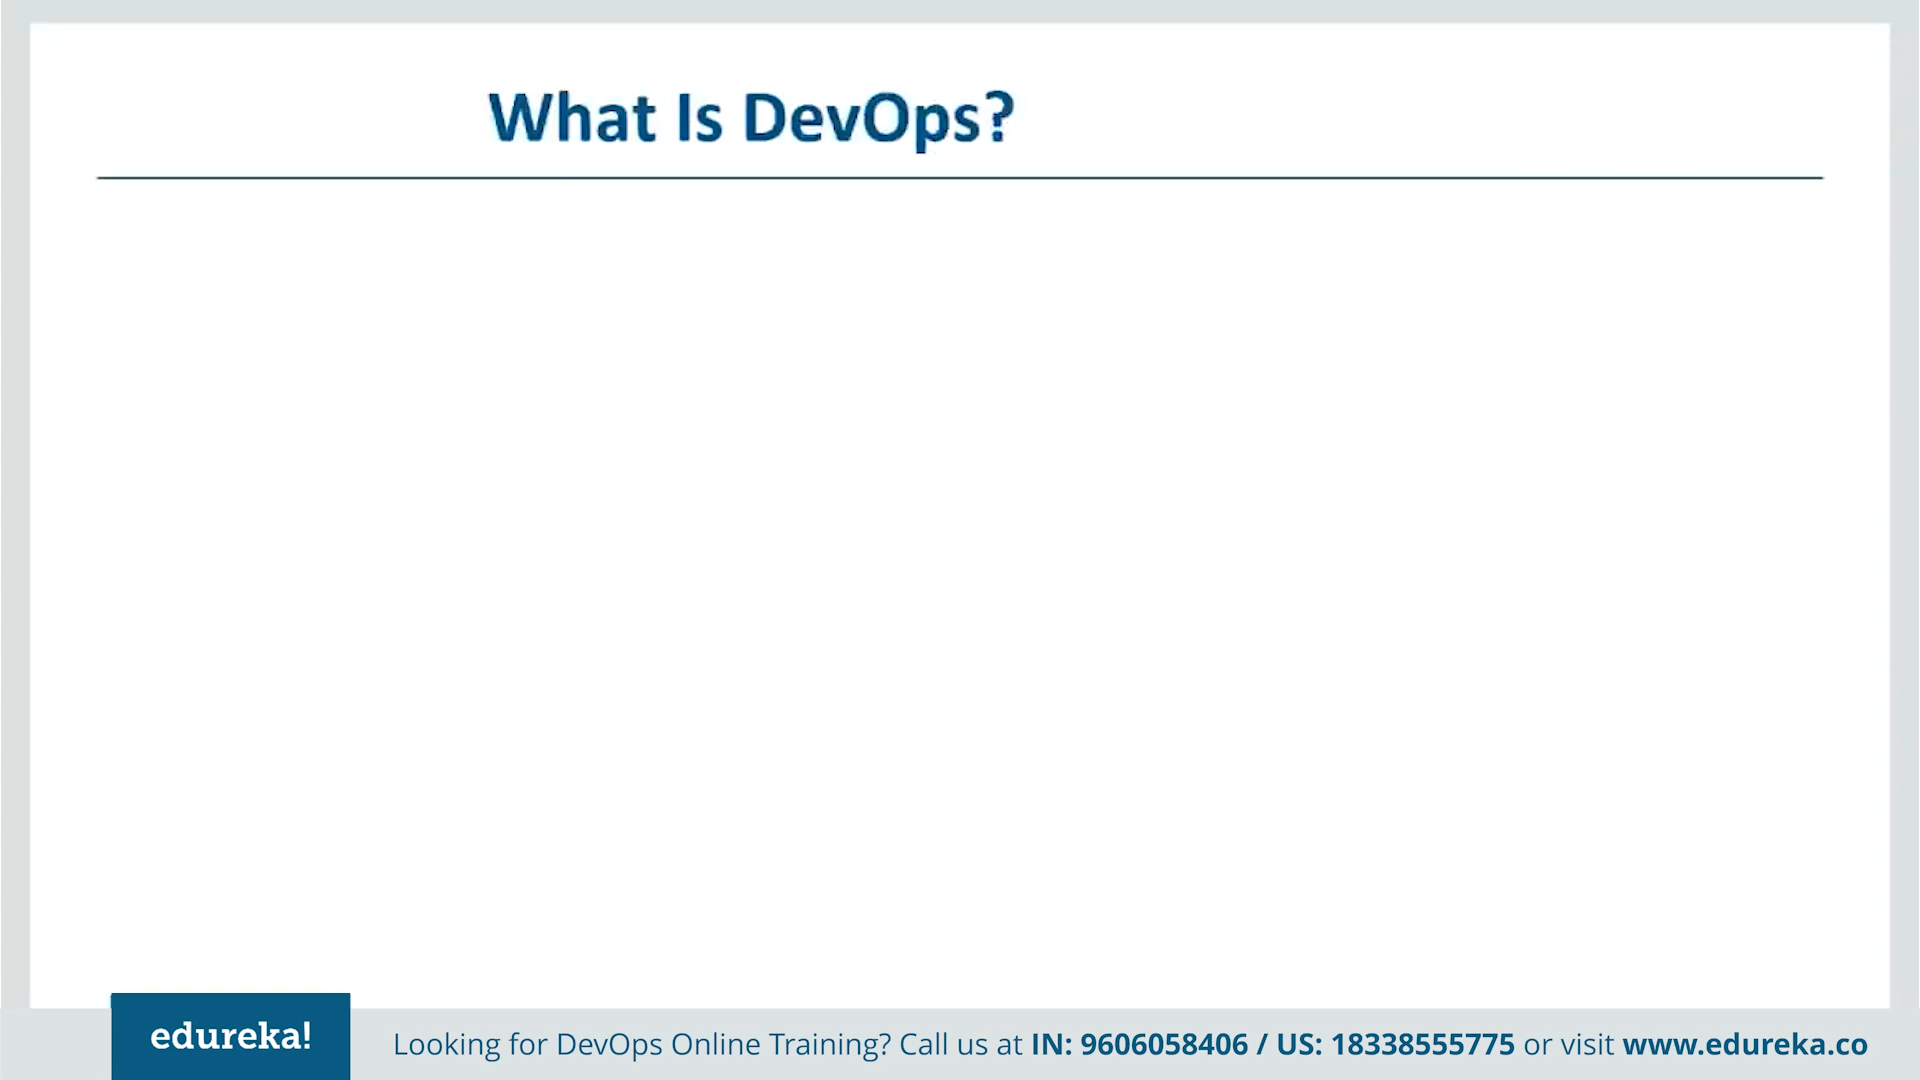 What Is DevOps?
edureka!
Looking for DevOps Online Training? Call us at IN: 9606058406 / US: 18338555775 or visit www.edureka.co